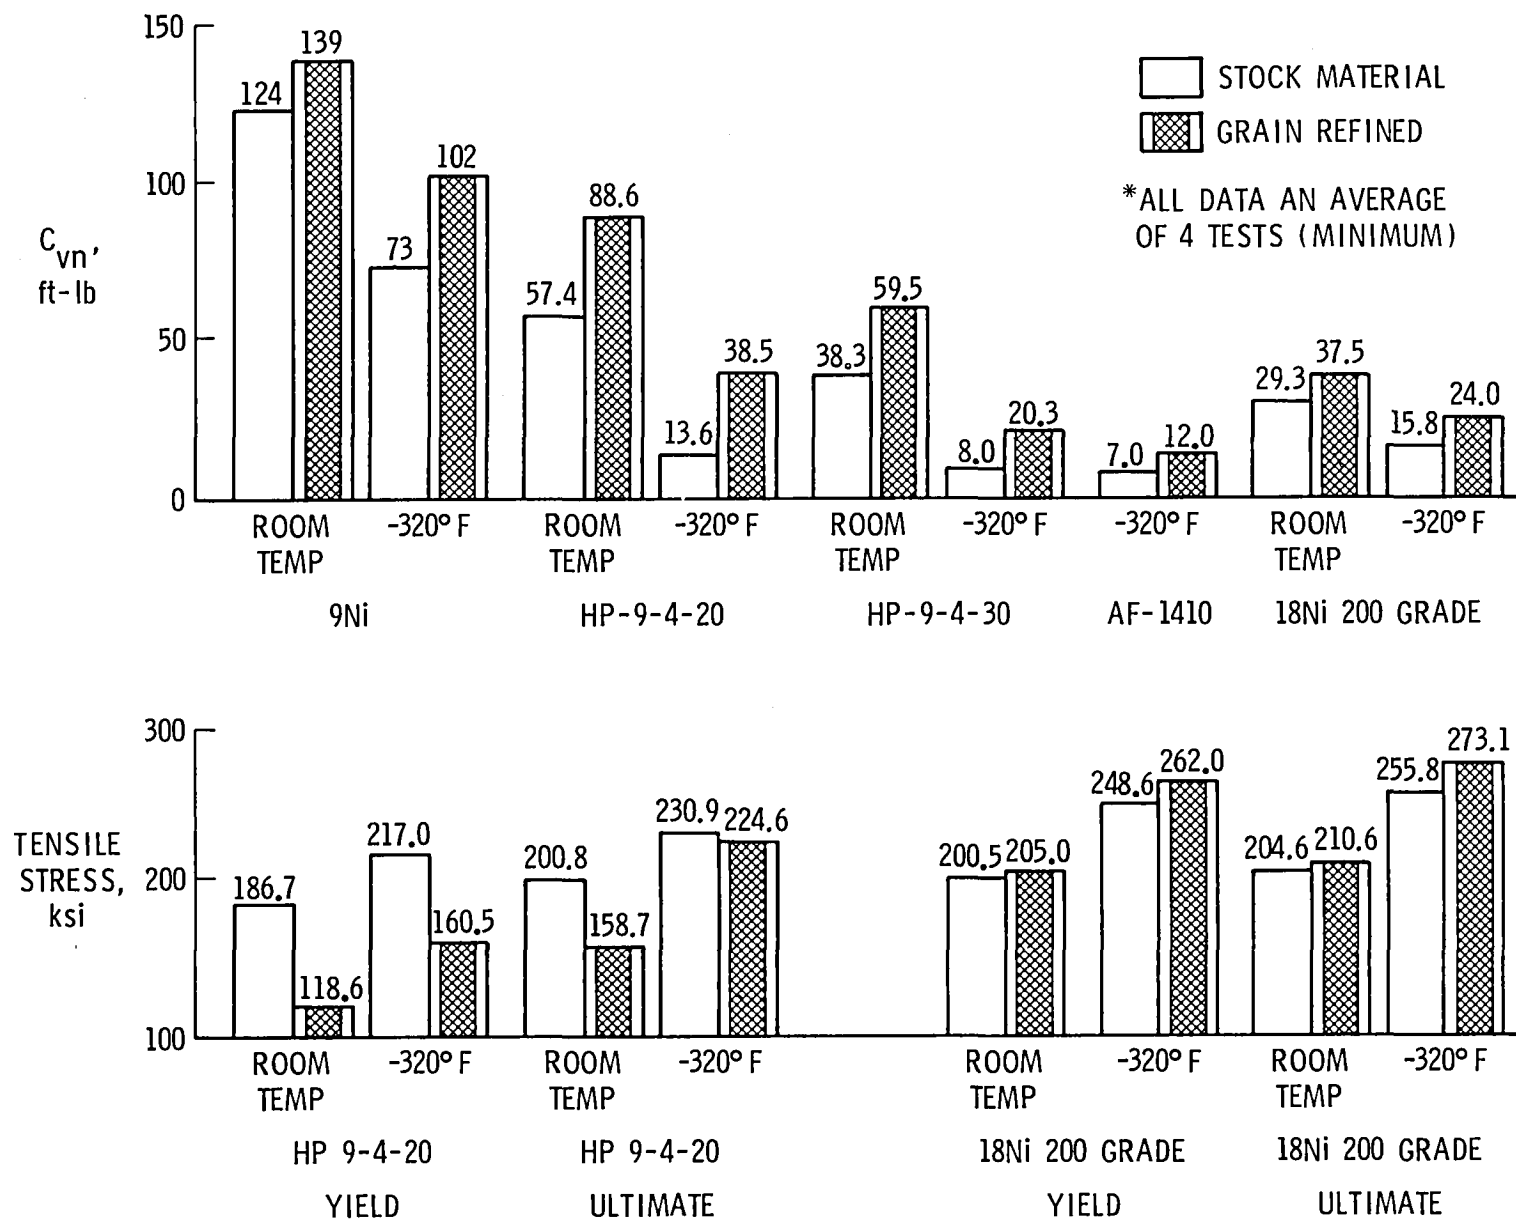 150
100
50
0
C_vn,
ft-lb
124
139
73
102
57.4
88.6
13.6
38.5
38.3
59.5
8.0
20.3
7.0
12.0
29.3
37.5
15.8
24.0
STOCK MATERIAL
GRAIN REFINED
*ALL DATA AN AVERAGE
OF 4 TESTS (MINIMUM)
ROOM
TEMP
-320° F
ROOM
TEMP
-320° F
ROOM
TEMP
-320° F
-320° F
ROOM
TEMP
-320° F
9Ni
HP-9-4-20
HP-9-4-30
AF-1410
18Ni 200 GRADE
300
200
100
TENSILE
STRESS,
ksi
186.7
118.6
217.0
160.5
200.8
158.7
230.9
224.6
200.5
205.0
248.6
262.0
204.6
210.6
255.8
273.1
ROOM
TEMP
-320° F
ROOM
TEMP
-320° F
ROOM
TEMP
-320° F
ROOM
TEMP
-320° F
HP 9-4-20
HP 9-4-20
18Ni 200 GRADE
18Ni 200 GRADE
YIELD
ULTIMATE
YIELD
ULTIMATE